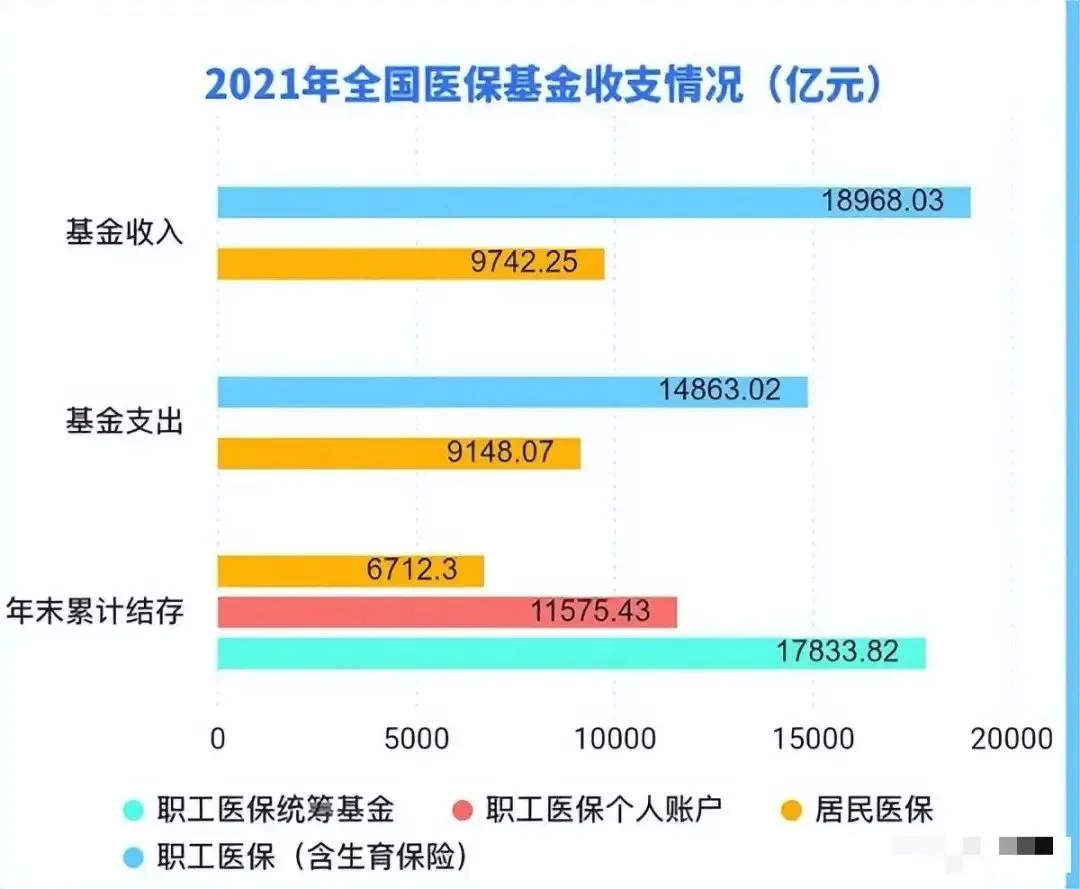 2021年全国医保基金收支情况（亿元）
18968.03
基金收入
9742.25
14863.02
基金支出
9148.07
6712.3
年末累计结存
11575.43
17833.82
0 5000 10000 15000 20000
职工医保统筹基金 职工医保个人账户 居民医保
职工医保（含生育保险）